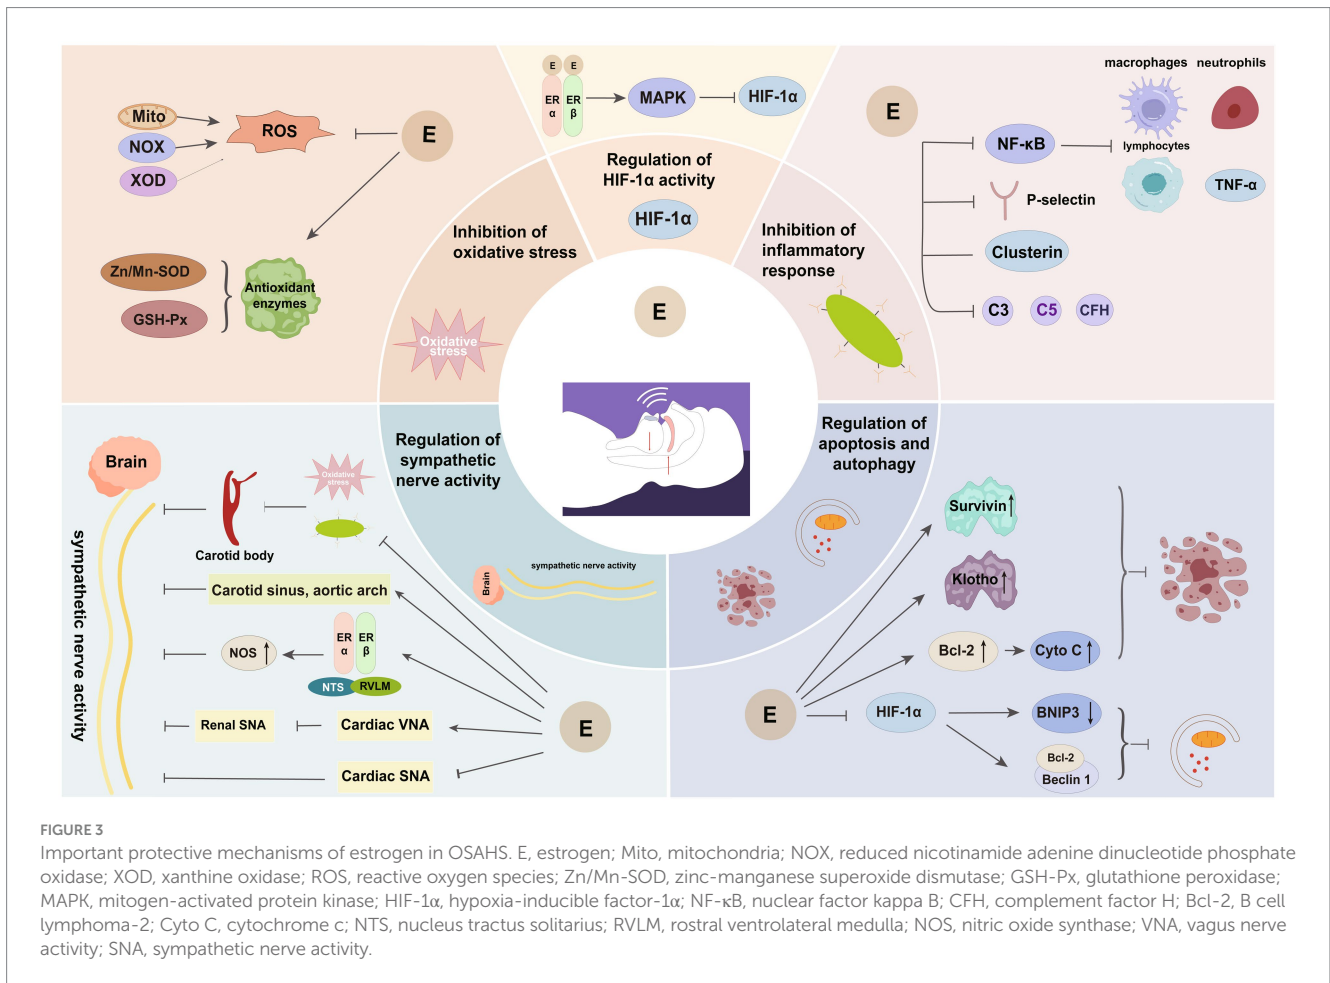 Mito
NOX
XOD
ROS
E
Zn/Mn-SOD
GSH-Px
Antioxidant
enzymes
Inhibition of
oxidative stress
Oxidative
stress
E
E
ER
α
ER
β
MAPK
HIF-1α
Regulation of
HIF-1α activity
HIF-1α
E
macrophages
neutrophils
lymphocytes
NF-κB
TNF-α
P-selectin
Clusterin
C3
C5
CFH
Inhibition of
inflammatory
response
E
Regulation of
sympathetic
nerve activity
Brain
sympathetic nerve activity
Brain
sympathetic nerve activity
Carotid body
Oxidative
stress
Carotid sinus, aortic arch
NOS
ER
α
ER
β
NTS
RVLM
Renal SNA
Cardiac VNA
Cardiac SNA
E
Regulation of
apoptosis and
autophagy
Survivin
Klotho
Bcl-2
Cyto C
E
HIF-1α
BNIP3
Bcl-2
Beclin 1
FIGURE 3
Important protective mechanisms of estrogen in OSAHS. E, estrogen; Mito, mitochondria; NOX, reduced nicotinamide adenine dinucleotide phosphate
oxidase; XOD, xanthine oxidase; ROS, reactive oxygen species; Zn/Mn-SOD, zinc-manganese superoxide dismutase; GSH-Px, glutathione peroxidase;
MAPK, mitogen-activated protein kinase; HIF-1α, hypoxia-inducible factor-1α; NF-κB, nuclear factor kappa B; CFH, complement factor H; Bcl-2, B cell
lymphoma-2; Cyto C, cytochrome c; NTS, nucleus tractus solitarius; RVLM, rostral ventrolateral medulla; NOS, nitric oxide synthase; VNA, vagus nerve
activity; SNA, sympathetic nerve activity.